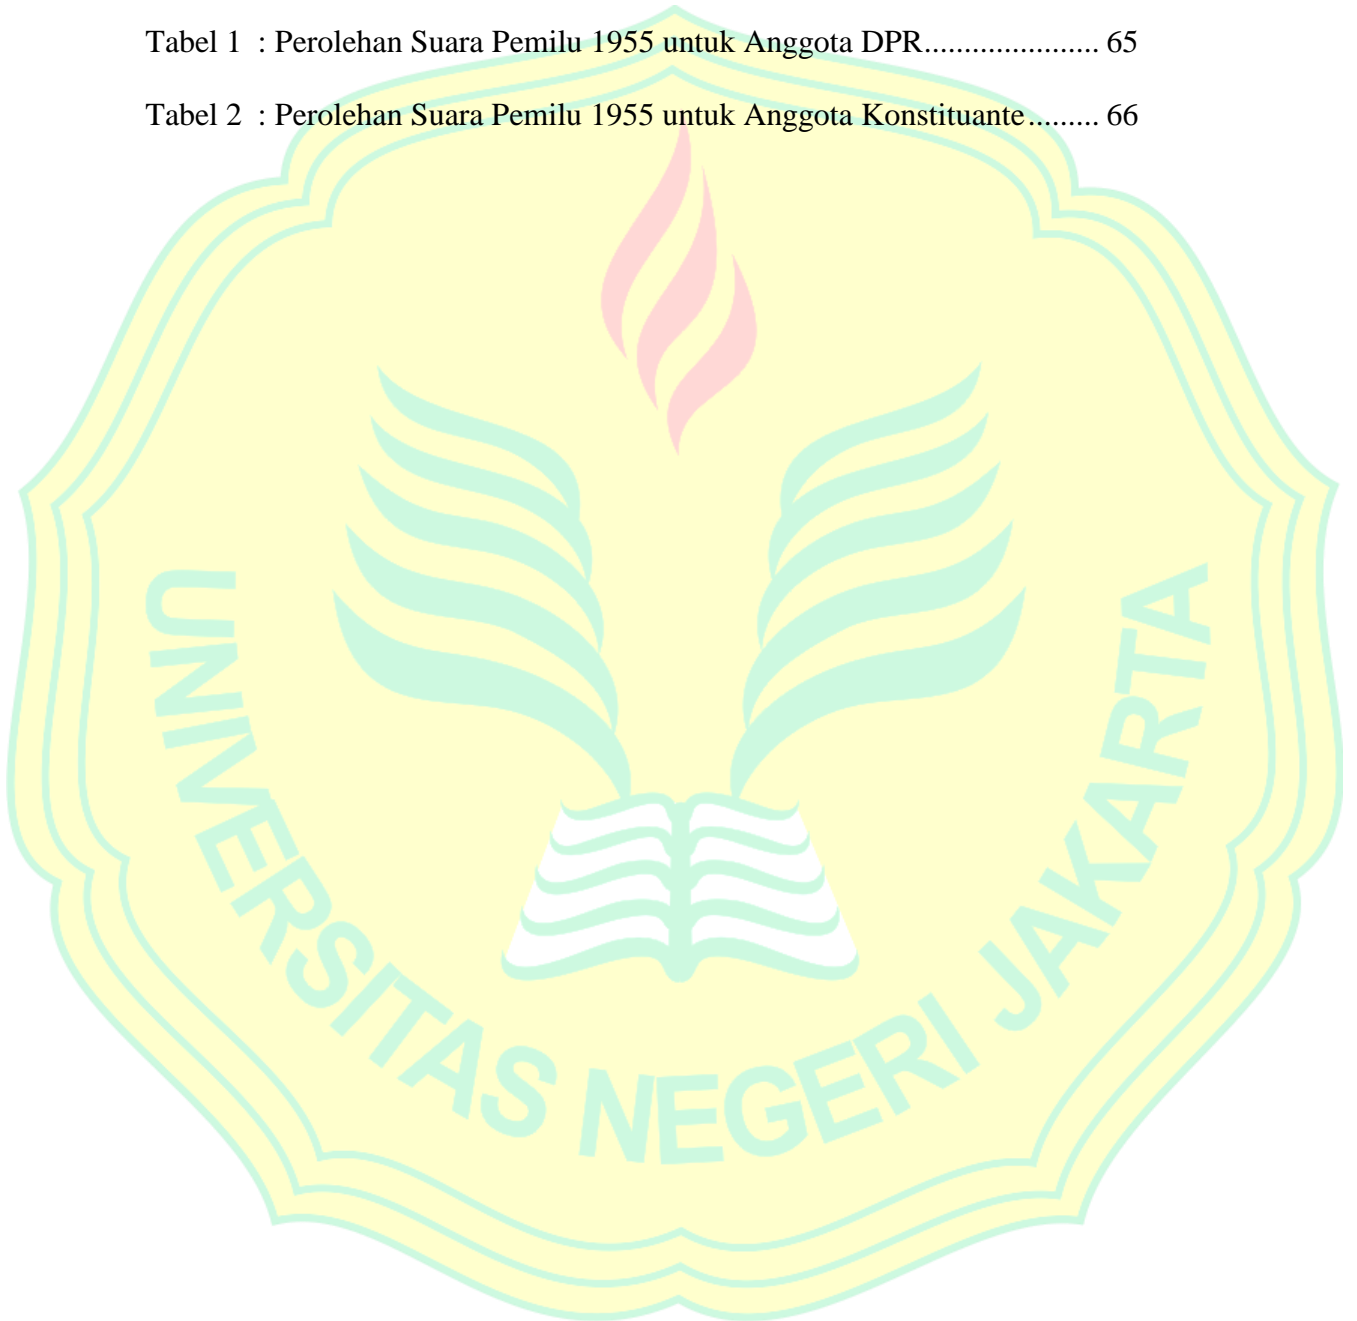 Tabel 1 : Perolehan Suara Pemilu 1955 untuk Anggota DPR...................... 65
Tabel 2 : Perolehan Suara Pemilu 1955 untuk Anggota Konstituante......... 66
UNIVERSITAS NEGERI JAKARTA